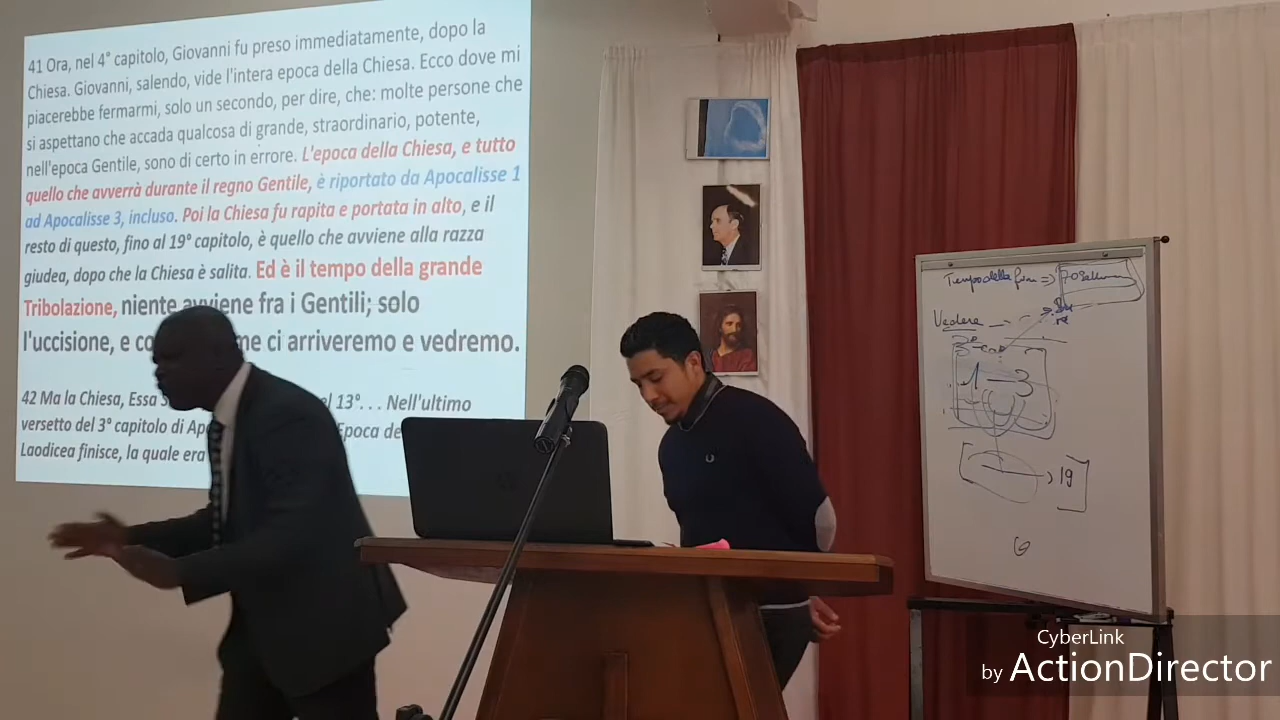 41 Ora, nel 4° capitolo, Giovanni fu preso immediatamente, dopo la
Chiesa. Giovanni, salendo, vide l'intera epoca della Chiesa. Ecco dove mi
piacerebbe fermarmi, solo un secondo, per dire, che: molte persone che
si aspettano che accada qualcosa di grande, straordinario, potente,
nell'epoca Gentile, sono di certo in errore. L'epoca della Chiesa, e tutto
quello che avverrà durante il regno Gentile, è riportato da Apocalisse 1
ad Apocalisse 3, incluso. Poi la Chiesa fu rapita e portata in alto, e il
resto di questo, fino al 19° capitolo, è quello che avviene alla razza
giudea, dopo che la Chiesa è salita. Ed è il tempo della grande
Tribolazione, niente avviene fra i Gentili; solo
l'uccisione, e ci arriveremo e vedremo.
42 Ma la Chiesa, Essa 13°. . . Nell'ultimo
versetto del 3° capitolo di Epoca
Laodicea finisce, la quale era
Tempo della fine => 70
Vedere
1-3
19
CyberLink
by ActionDirector